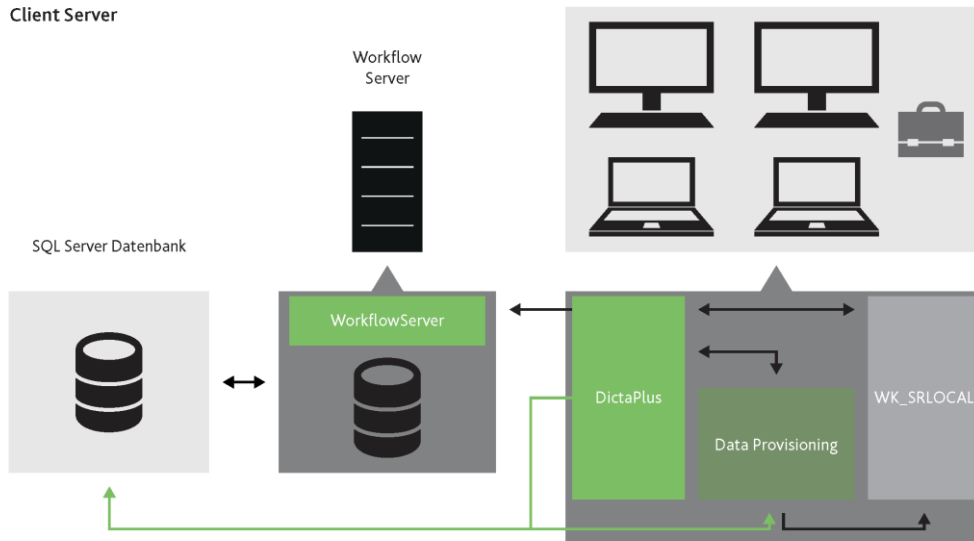 Client Server
Workflow
Server
SQL Server Datenbank
WorkflowServer
DictaPlus
WK_SRLOCAL
Data Provisioning